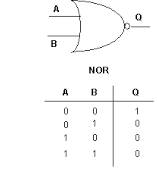 A Q
B
NOR
A B Q
0 0 1
0 1 0
1 0 0
1 1 0